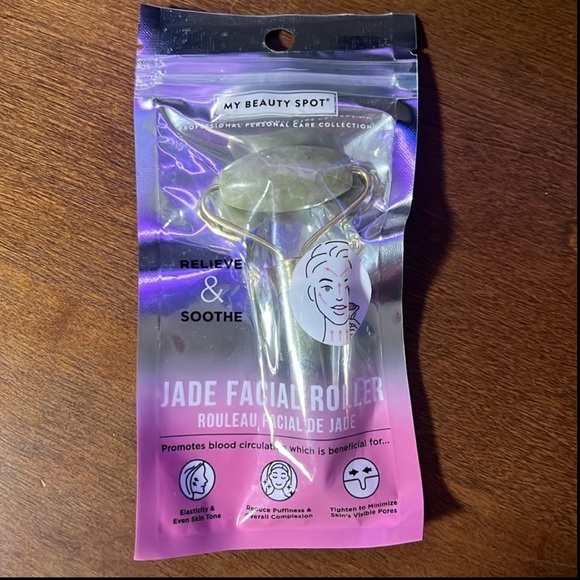 MY BEAUTY SPOT®
PROFESSIONAL PERSONAL CARE COLLECTION
RELIEVE
&
SOOTHE
JADE FACIAL ROLLER
ROULEAU FACIAL DE JADE
Promotes blood circulation which is beneficial for...
Elasticity &
Even Skin Tone
Reduce Puffiness &
Overall Complexion
Tighten to Minimize
Skin's Visible Pores